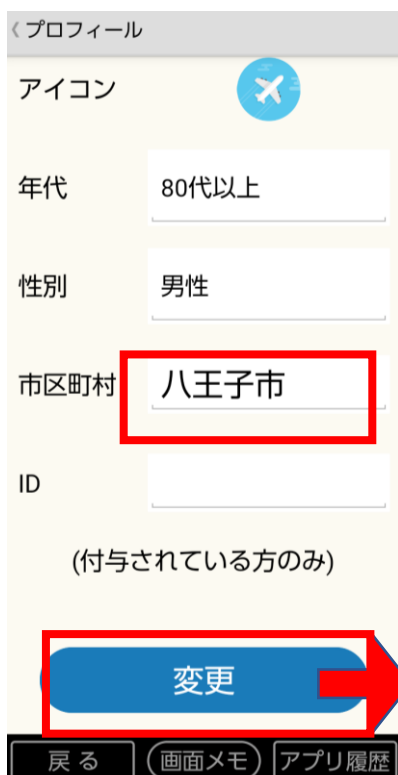 《プロフィール
アイコン
年代 80代以上
性別 男性
市区町村 八王子市
ID
(付与されている方のみ)
変更
戻る 画面メモ アプリ履歴